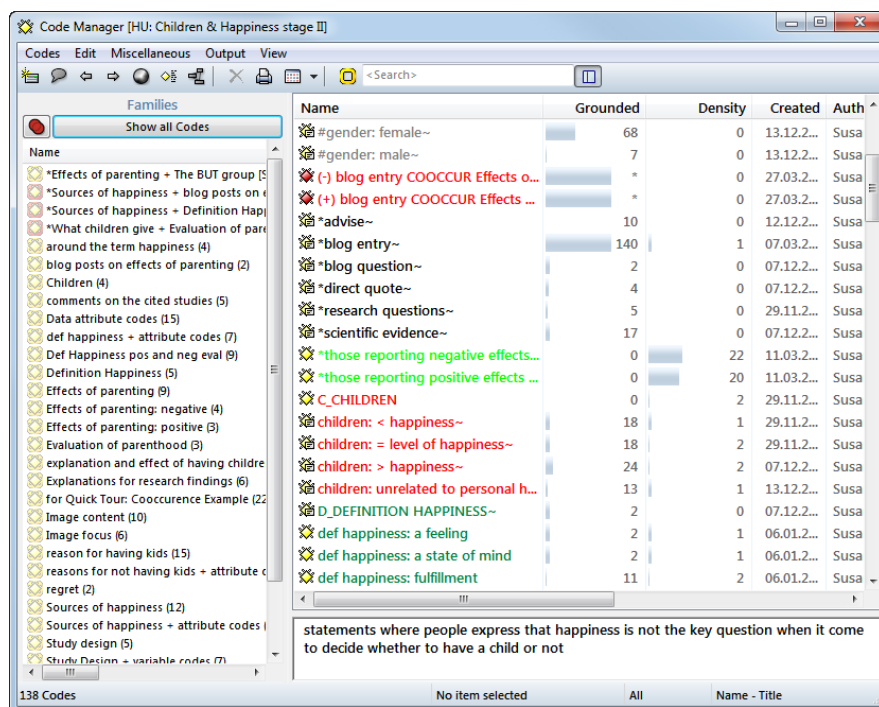 Code Manager [HU: Children & Happiness stage II]
Codes Edit Miscellaneous Output View
<Search>
Families
Show all Codes
Name
*Effects of parenting + The BUT group [S
*Sources of happiness + blog posts on e
*Sources of happiness + Definition Happ
*What children give + Evaluation of pare
around the term happiness (4)
blog posts on effects of parenting (2)
Children (4)
comments on the cited studies (5)
Data attribute codes (15)
def happiness + attribute codes (7)
Def Happiness pos and neg eval (9)
Definition Happiness (5)
Effects of parenting (9)
Effects of parenting: negative (4)
Effects of parenting: positive (3)
Evaluation of parenthood (3)
explanation and effect of having childre
Explanations for research findings (6)
for Quick Tour: Cooccurence Example (22
Image content (10)
Image focus (6)
reason for having kids (15)
reasons for not having kids + attribute c
regret (2)
Sources of happiness (12)
Sources of happiness + attribute codes (
Study design (5)
Study Design + variable codes (7)
Name Grounded Density Created Auth
#gender: female~ 68 0 13.12.2... Susa
#gender: male~ 7 0 13.12.2... Susa
(-) blog entry COOCCUR Effects o... * 0 27.03.2... Susa
(+) blog entry COOCCUR Effects ... * 0 27.03.2... Susa
*advise~ 10 0 12.12.2... Susa
*blog entry~ 140 1 07.03.2... Susa
*blog question~ 2 0 07.12.2... Susa
*direct quote~ 4 0 07.12.2... Susa
*research questions~ 5 0 29.11.2... Susa
*scientific evidence~ 17 0 07.12.2... Susa
*those reporting negative effects... 0 22 11.03.2... Susa
*those reporting positive effects ... 0 20 11.03.2... Susa
C_CHILDREN 0 2 29.11.2... Susa
children: < happiness~ 18 1 29.11.2... Susa
children: = level of happiness~ 18 2 29.11.2... Susa
children: > happiness~ 24 2 07.12.2... Susa
children: unrelated to personal h... 13 1 13.12.2... Susa
D_DEFINITION HAPPINESS~ 2 0 07.12.2... Susa
def happiness: a feeling 2 1 06.01.2... Susa
def happiness: a state of mind 2 1 06.01.2... Susa
def happiness: fulfillment 11 2 06.01.2... Susa
statements where people express that happiness is not the key question when it come
to decide whether to have a child or not
138 Codes No item selected All Name - Title